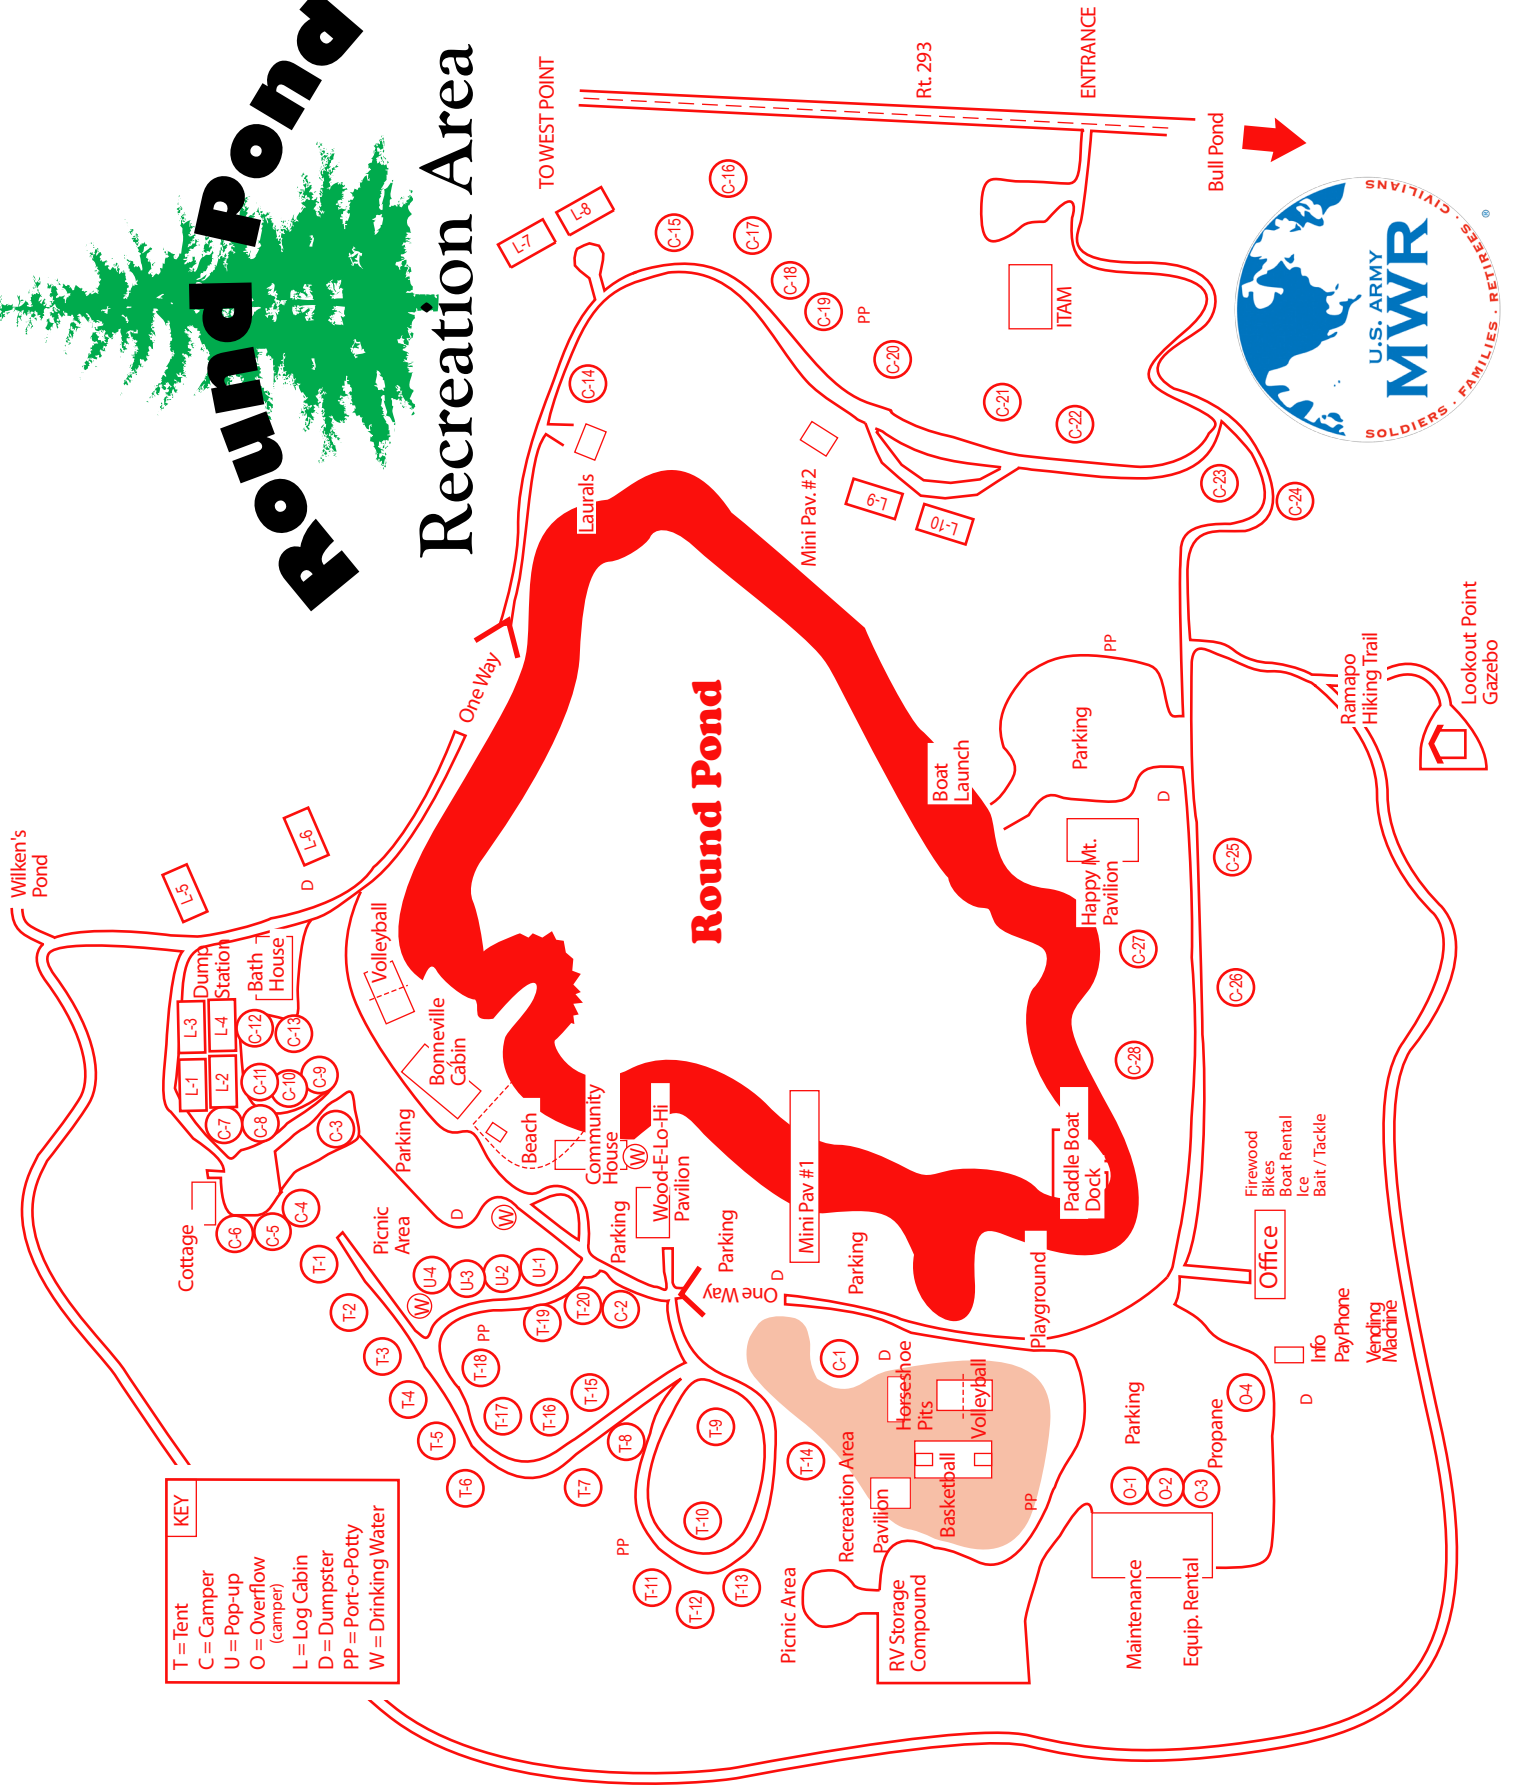 Round Pond
Recreation Area
KEY
T = Tent
C = Camper
U = Pop-up
O = Overflow
(camper)
L = Log Cabin
D = Dumpster
PP = Port-o-Potty
W = Drinking Water
Wilken's
Pond
L-5
L-6
D
Dump
Station
Bath
House
L-3
L-4
L-1
L-2
C-12
C-13
C-11
C-10
C-9
C-7
C-8
C-3
Cottage
C-6
C-5
C-4
T-1
T-2
T-3
T-4
T-5
T-6
T-7
T-8
Picnic
Area
Parking
D
W
W
U-4
U-3
U-2
U-1
PP
T-18
T-19
T-20
C-2
T-17
T-16
T-15
T-9
T-10
PP
T-11
T-12
T-13
T-14
Volleyball
Bonneville
Cabin
Beach
Community
House
W
Wood-E-Lo-Hi
Pavilion
Parking
Parking
One Way
D
Mini Pav #1
Parking
One Way
Laurals
C-14
L-7
L-8
TO WEST POINT
Rt. 293
ENTRANCE
Bull Pond
C-15
C-16
C-17
C-18
C-19
PP
C-20
C-21
C-22
C-23
C-24
ITAM
Mini Pav. #2
L-9
L-10
Round Pond
Boat
Launch
Parking
PP
D
Happy Mt.
Pavilion
C-25
C-26
C-27
C-28
Paddle Boat
Dock
Playground
Ramapo
Hiking Trail
Lookout Point
Gazebo
Firewood
Bikes
Boat Rental
Ice
Bait / Tackle
Office
Info
PayPhone
Vending
Machine
D
O-4
Propane
Parking
O-1
O-2
O-3
Maintenance
Equip. Rental
C-1
D
Horseshoe
Pits
Volleyball
Basketball
Recreation Area
Pavilion
PP
Picnic Area
RV Storage
Compound
U.S. ARMY
MWR
SOLDIERS · FAMILIES · RETIREES · CIVILIANS
®